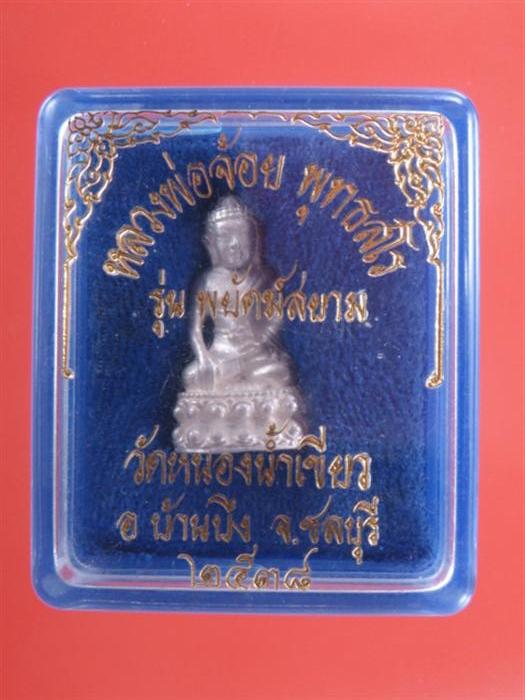 หลวงพ่อจ้อย พุทธสโร
รุ่น พยัคฆ์สยาม
วัดหนองน้ำเขียว
อ บ้านบึง จ.ชลบุรี
๒๕๓๘